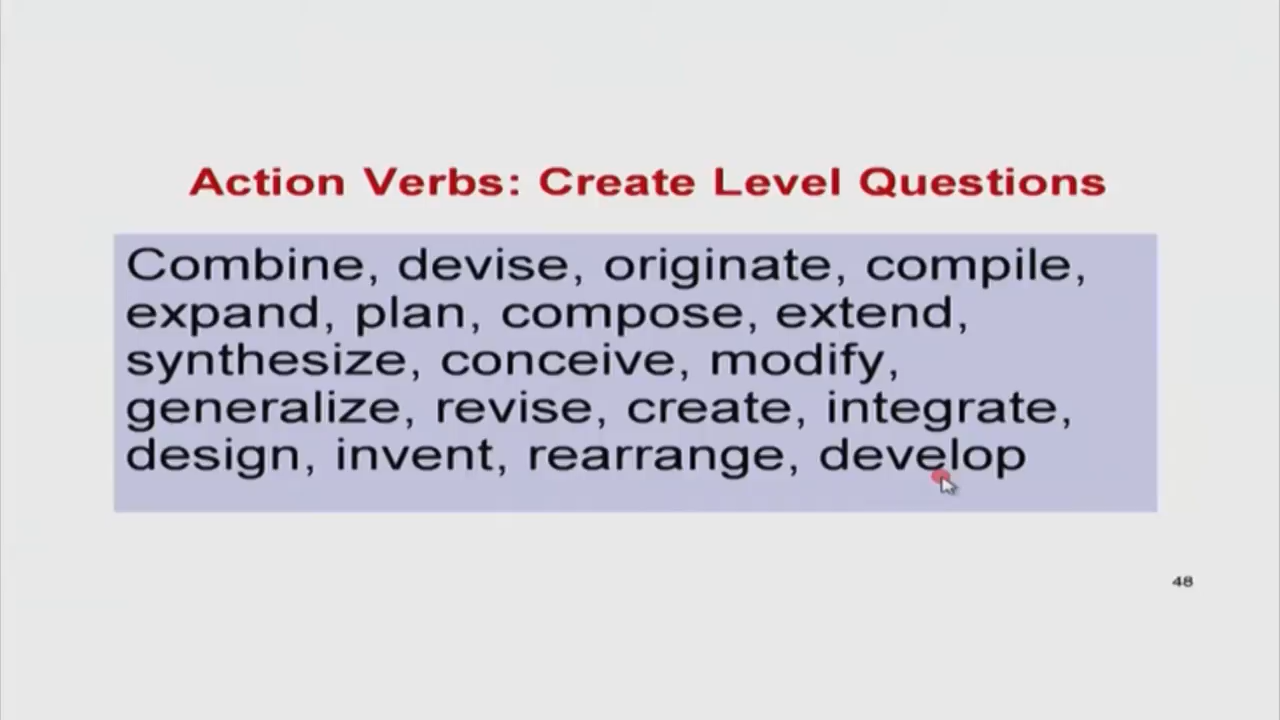 Action Verbs: Create Level Questions
Combine, devise, originate, compile,
expand, plan, compose, extend,
synthesize, conceive, modify,
generalize, revise, create, integrate,
design, invent, rearrange, develop
48